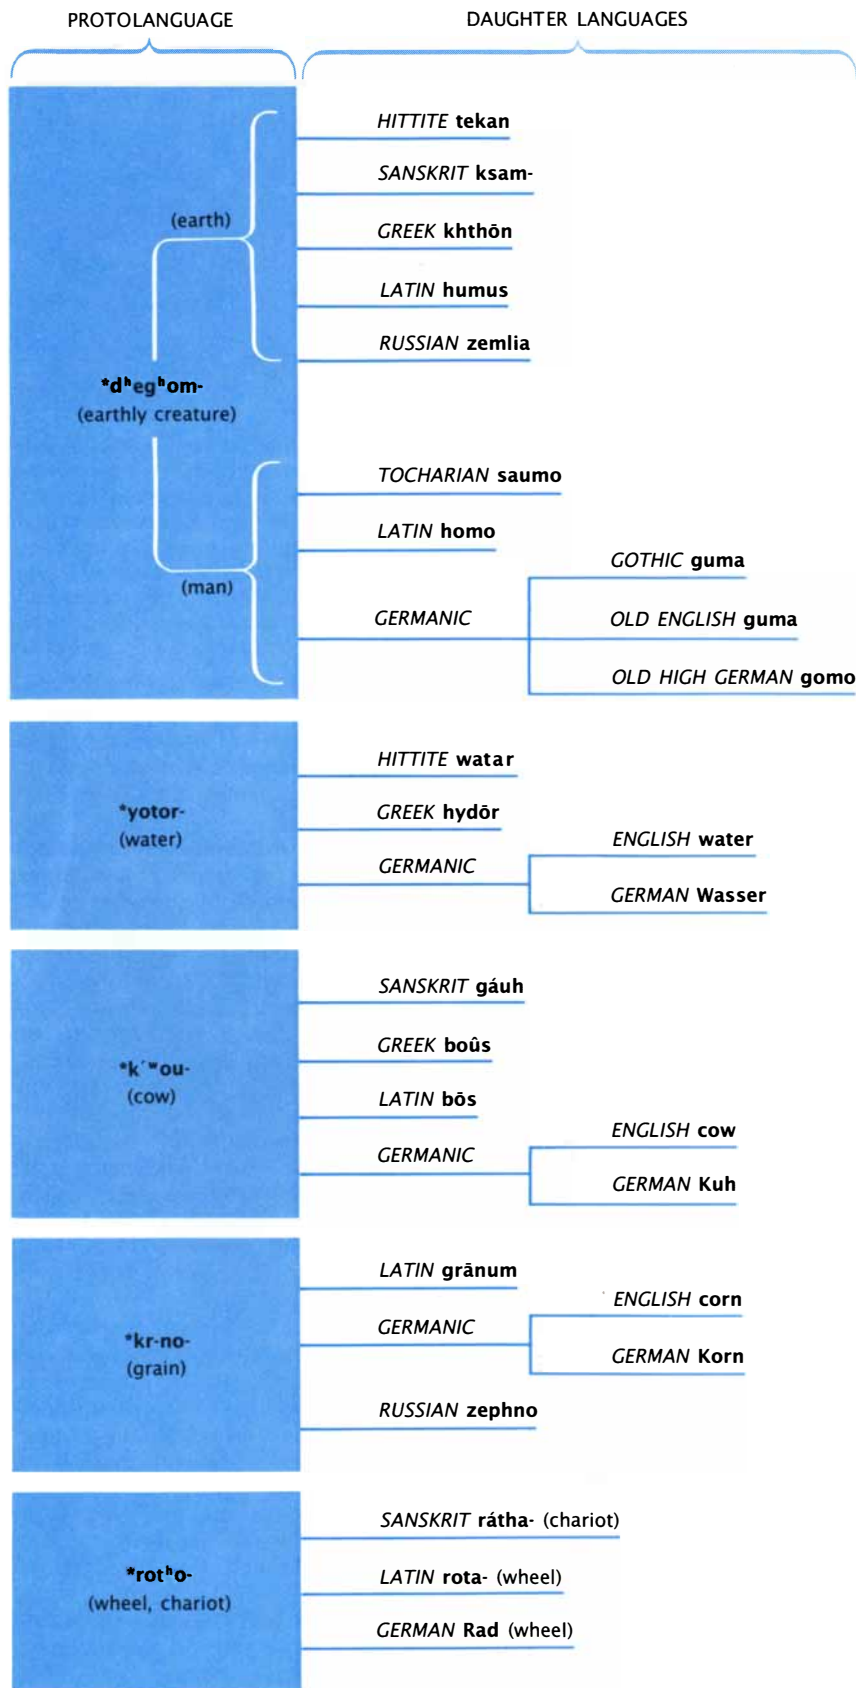 PROTOLANGUAGE
DAUGHTER LANGUAGES
HITTITE tekan
SANSKRIT ksam-
(earth)
GREEK khthōn
LATIN humus
RUSSIAN zemlia
*dʰegʰom-
(earthly creature)
TOCHARIAN saumo
LATIN homo
GOTHIC guma
(man)
GERMANIC
OLD ENGLISH guma
OLD HIGH GERMAN gomo
HITTITE watar
*yotor-
(water)
GREEK hydōr
ENGLISH water
GERMANIC
GERMAN Wasser
SANSKRIT gáuh
GREEK boûs
*k´ʷou-
(cow)
LATIN bōs
ENGLISH cow
GERMANIC
GERMAN Kuh
LATIN grānum
ENGLISH corn
GERMANIC
*kr-no-
(grain)
GERMAN Korn
RUSSIAN zephno
SANSKRIT rátha- (chariot)
*rotʰo-
(wheel, chariot)
LATIN rota- (wheel)
GERMAN Rad (wheel)